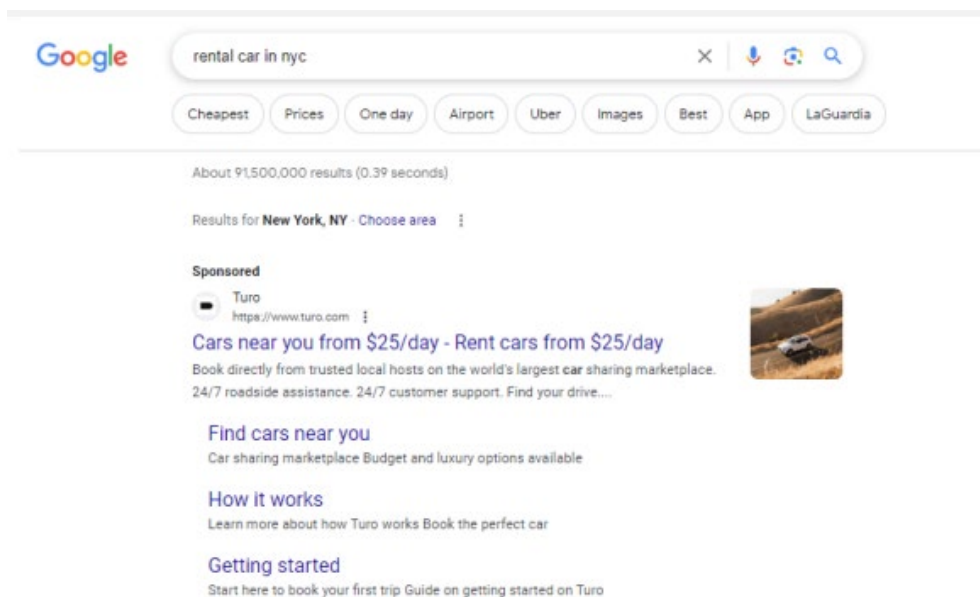 Google
rental car in nyc
Cheapest Prices One day Airport Uber Images Best App LaGuardia
About 91,500,000 results (0.39 seconds)
Results for New York, NY · Choose area
Sponsored
Turo
https://www.turo.com
Cars near you from $25/day - Rent cars from $25/day
Book directly from trusted local hosts on the world's largest car sharing marketplace.
24/7 roadside assistance. 24/7 customer support. Find your drive....
Find cars near you
Car sharing marketplace Budget and luxury options available
How it works
Learn more about how Turo works Book the perfect car
Getting started
Start here to book your first trip Guide on getting started on Turo